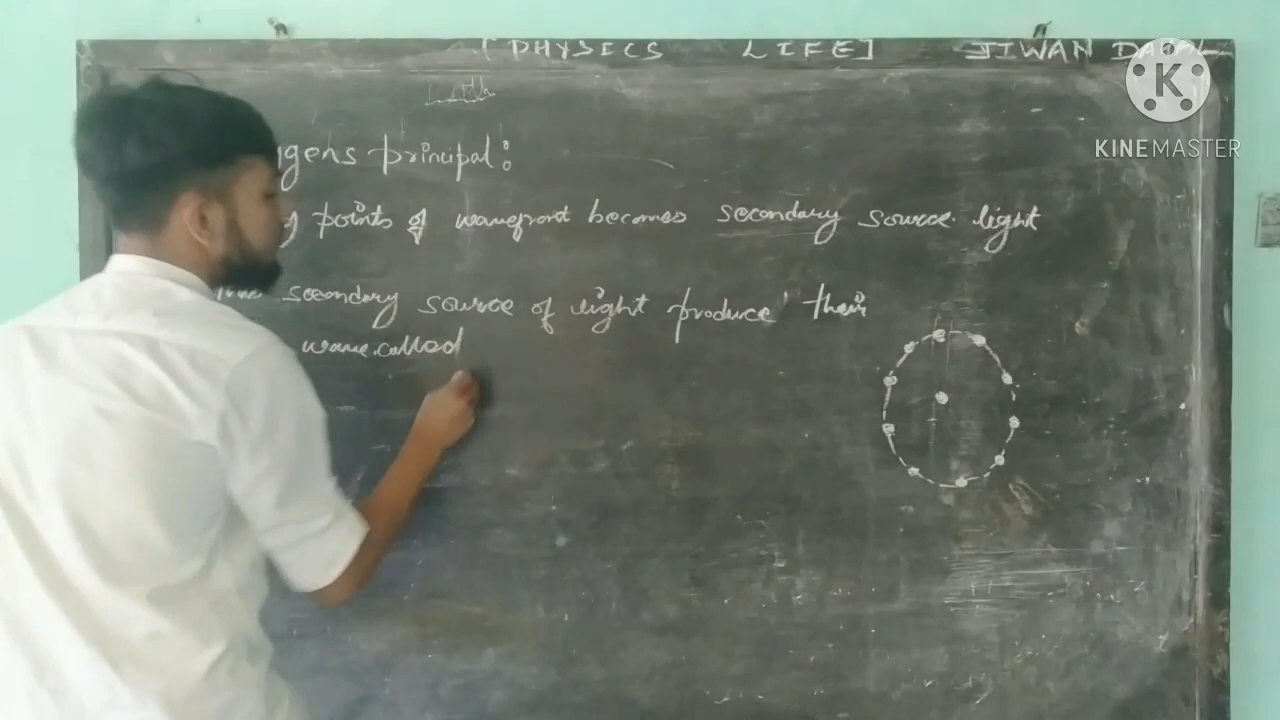 [PHYSICS LIFE] JIWAN
KINEMASTER
gens principal:
points of wavefront becomes secondary source light
secondary source of light produce their
wave called